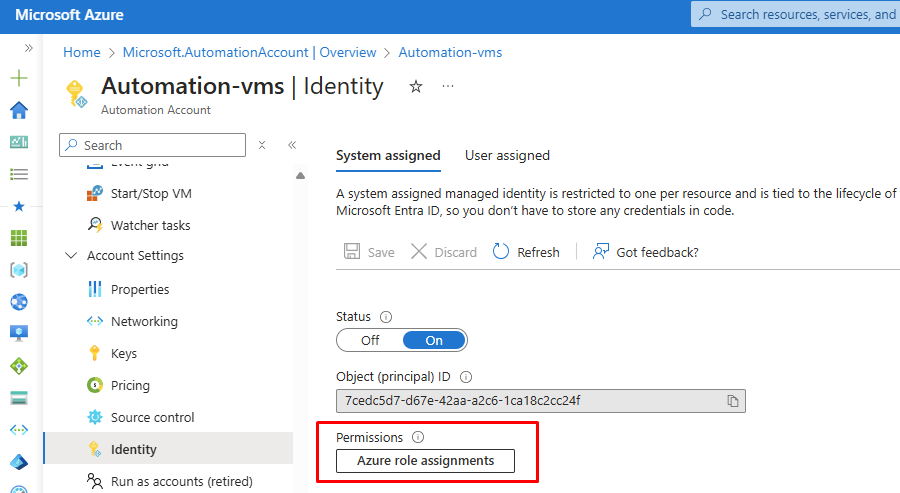 Microsoft Azure
Search resources, services, and
Home > Microsoft.AutomationAccount | Overview > Automation-vms
Automation-vms | Identity
Automation Account
Search
Event grid
Start/Stop VM
Watcher tasks
Account Settings
Properties
Networking
Keys
Pricing
Source control
Identity
Run as accounts (retired)
System assigned
User assigned
A system assigned managed identity is restricted to one per resource and is tied to the lifecycle of
Microsoft Entra ID, so you don't have to store any credentials in code.
Save
Discard
Refresh
Got feedback?
Status
Off
On
Object (principal) ID
7cedc5d7-d67e-42aa-a2c6-1ca18c2cc24f
Permissions
Azure role assignments